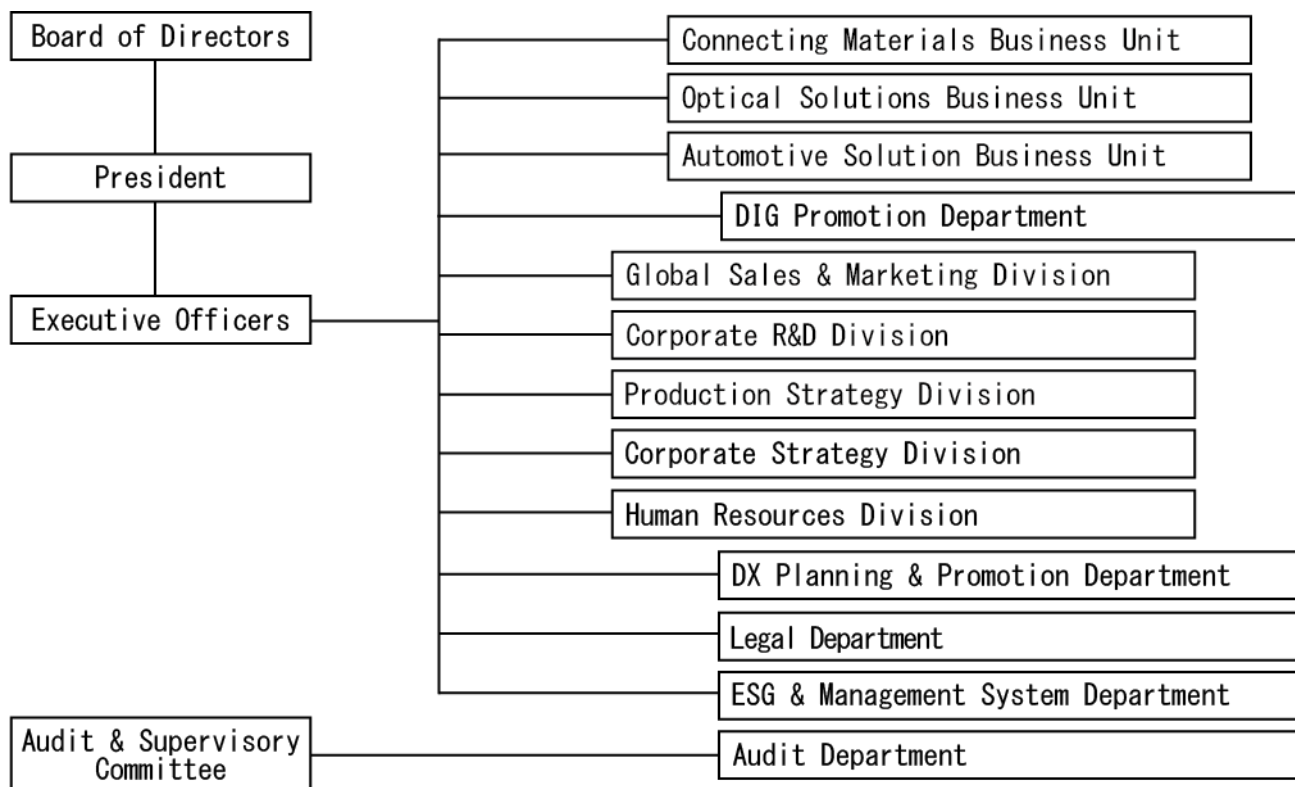 Board of Directors
President
Executive Officers
Connecting Materials Business Unit
Optical Solutions Business Unit
Automotive Solution Business Unit
DIG Promotion Department
Global Sales & Marketing Division
Corporate R&D Division
Production Strategy Division
Corporate Strategy Division
Human Resources Division
DX Planning & Promotion Department
Legal Department
ESG & Management System Department
Audit & Supervisory
Committee
Audit Department